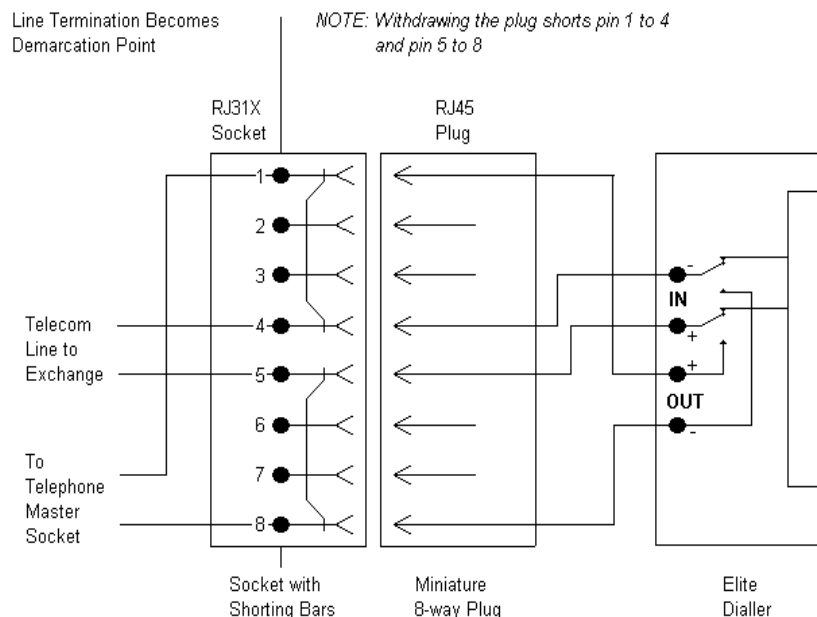 Line Termination Becomes
Demarcation Point
NOTE: Withdrawing the plug shorts pin 1 to 4
and pin 5 to 8
RJ31X
Socket
RJ45
Plug
1
2
3
4
5
6
7
8
Telecom
Line to
Exchange
To
Telephone
Master
Socket
-
IN
+
+
OUT
-
Socket with
Shorting Bars
Miniature
8-way Plug
Elite
Dialler